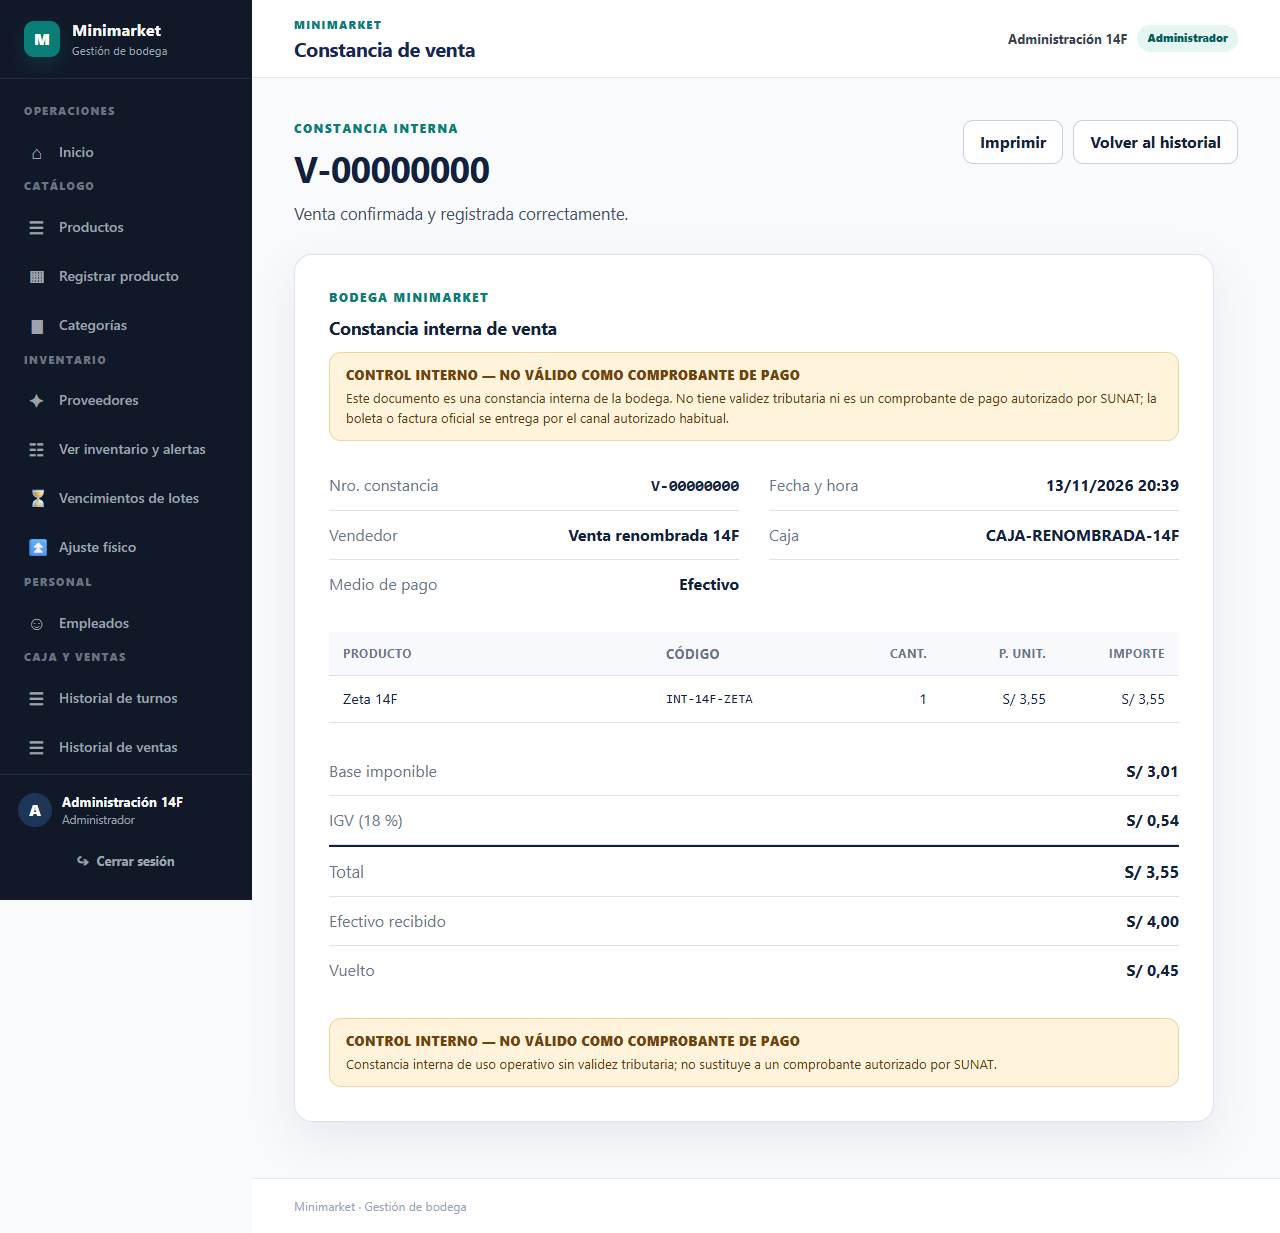 M
Minimarket
Gestión de bodega
OPERACIONES
Inicio
CATÁLOGO
Productos
Registrar producto
Categorías
INVENTARIO
Proveedores
Ver inventario y alertas
Vencimientos de lotes
Ajuste físico
PERSONAL
Empleados
CAJA Y VENTAS
Historial de turnos
Historial de ventas
A
Administración 14F
Administrador
Cerrar sesión
MINIMARKET
Constancia de venta
Administración 14F Administrador
CONSTANCIA INTERNA
V-00000000
Venta confirmada y registrada correctamente.
Imprimir
Volver al historial
BODEGA MINIMARKET
Constancia interna de venta
CONTROL INTERNO — NO VÁLIDO COMO COMPROBANTE DE PAGO
Este documento es una constancia interna de la bodega. No tiene validez tributaria ni es un comprobante de pago autorizado por SUNAT; la
boleta o factura oficial se entrega por el canal autorizado habitual.
Nro. constancia V-00000000 Fecha y hora 13/11/2026 20:39
Vendedor Venta renombrada 14F Caja CAJA-RENOMBRADA-14F
Medio de pago Efectivo
PRODUCTO CÓDIGO CANT. P. UNIT. IMPORTE
Zeta 14F INT-14F-ZETA 1 S/ 3,55 S/ 3,55
Base imponible S/ 3,01
IGV (18 %) S/ 0,54
Total S/ 3,55
Efectivo recibido S/ 4,00
Vuelto S/ 0,45
CONTROL INTERNO — NO VÁLIDO COMO COMPROBANTE DE PAGO
Constancia interna de uso operativo sin validez tributaria; no sustituye a un comprobante autorizado por SUNAT.
Minimarket · Gestión de bodega